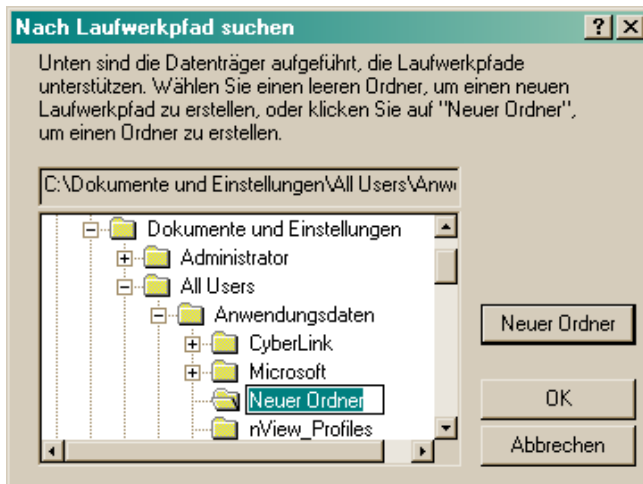 Nach Laufwerkpfad suchen
Unten sind die Datenträger aufgeführt, die Laufwerkpfade
unterstützen. Wählen Sie einen leeren Ordner, um einen neuen
Laufwerkpfad zu erstellen, oder klicken Sie auf "Neuer Ordner",
um einen Ordner zu erstellen.
C:\Dokumente und Einstellungen\All Users\Anw
Dokumente und Einstellungen
Administrator
All Users
Anwendungsdaten
CyberLink
Microsoft
Neuer Ordner
nView_Profiles
Neuer Ordner
OK
Abbrechen